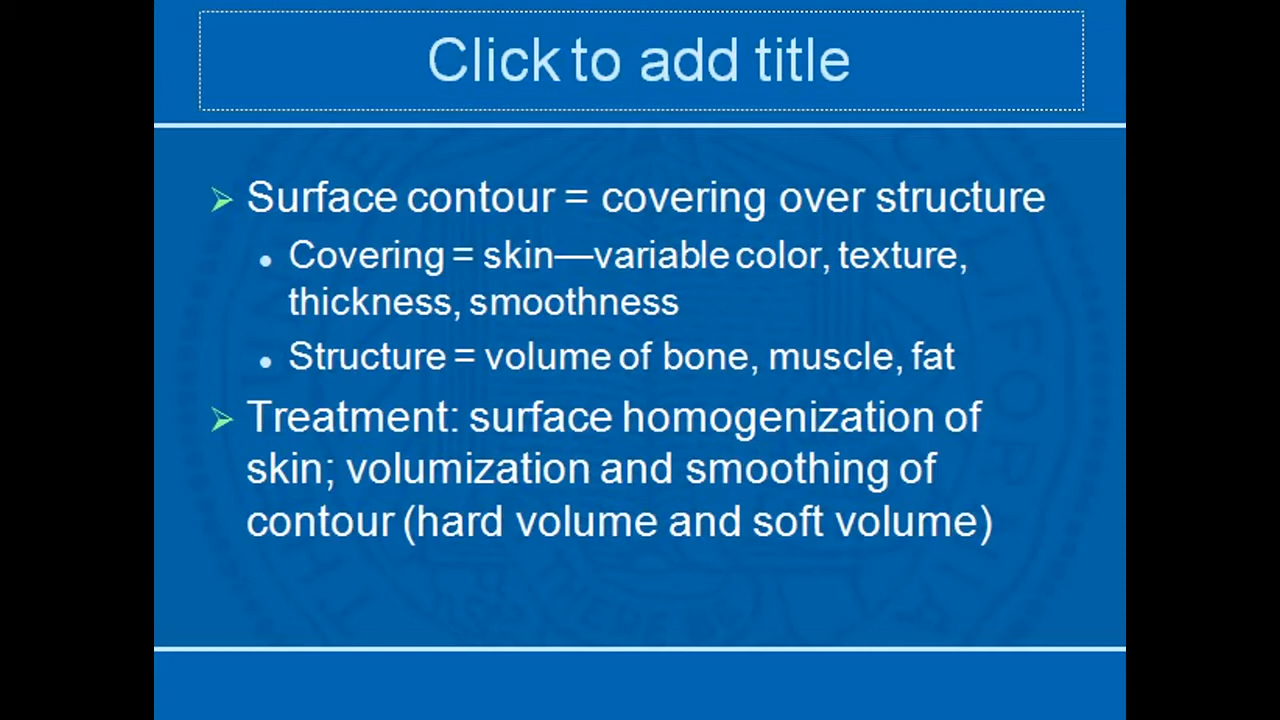 Click to add title
Surface contour = covering over structure
Covering = skin—variable color, texture,
thickness, smoothness
Structure = volume of bone, muscle, fat
Treatment: surface homogenization of
skin; volumization and smoothing of
contour (hard volume and soft volume)